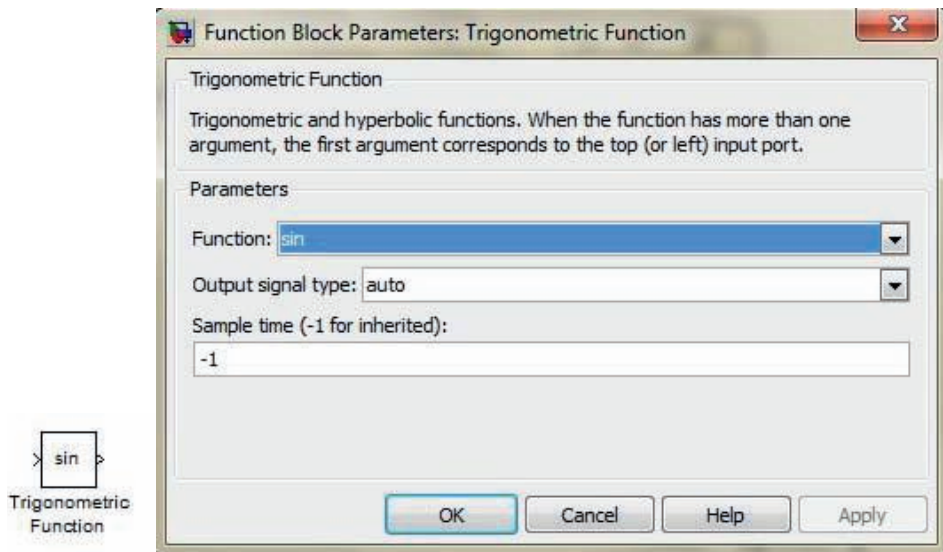 Function Block Parameters: Trigonometric Function
Trigonometric Function
Trigonometric and hyperbolic functions. When the function has more than one
argument, the first argument corresponds to the top (or left) input port.
Parameters
Function: sin
Output signal type: auto
Sample time (-1 for inherited):
-1
OK Cancel Help Apply
sin
Trigonometric
Function